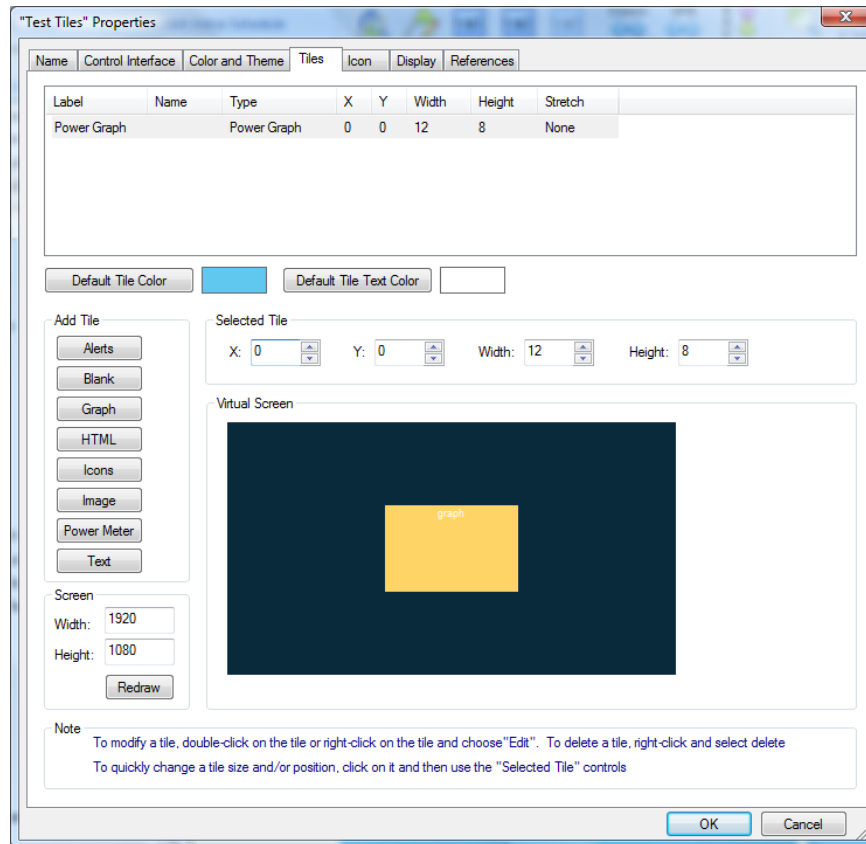 "Test Tiles" Properties
Name Control Interface Color and Theme Tiles Icon Display References
Label Name Type X Y Width Height Stretch
Power Graph Power Graph 0 0 12 8 None
Default Tile Color Default Tile Text Color
Add Tile
Alerts
Blank
Graph
HTML
Icons
Image
Power Meter
Text
Selected Tile
X: 0 Y: 0 Width: 12 Height: 8
Virtual Screen
graph
Screen
Width: 1920
Height: 1080
Redraw
Note
To modify a tile, double-click on the tile or right-click on the tile and choose"Edit". To delete a tile, right-click and select delete
To quickly change a tile size and/or position, click on it and then use the "Selected Tile" controls
OK Cancel